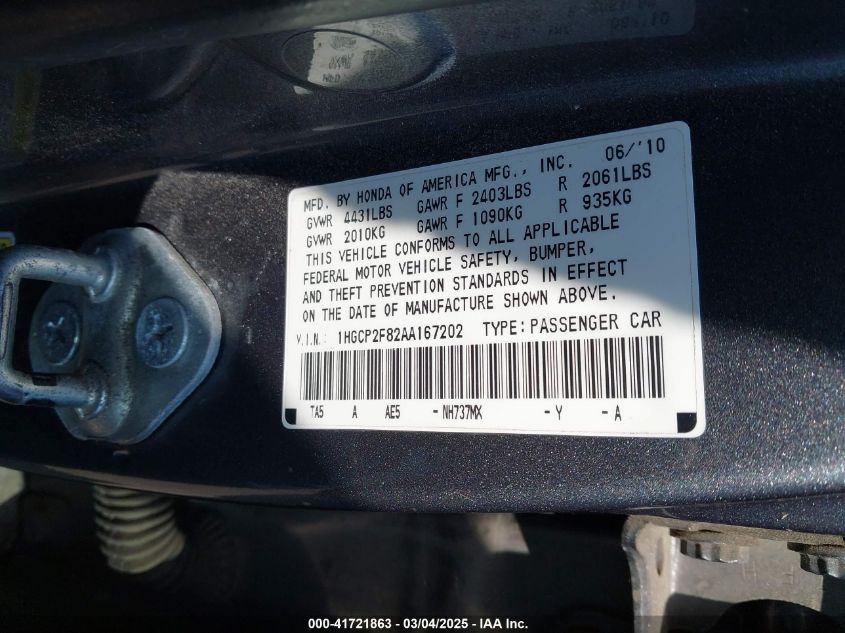 MFD. BY HONDA OF AMERICA MFG., INC. 06/'10
GVWR 4431LBS GAWR F 2403LBS R 2061LBS
GVWR 2010KG GAWR F 1090KG R 935KG
THIS VEHICLE CONFORMS TO ALL APPLICABLE
FEDERAL MOTOR VEHICLE SAFETY, BUMPER,
AND THEFT PREVENTION STANDARDS IN EFFECT
ON THE DATE OF MANUFACTURE SHOWN ABOVE.
V.I.N.: 1HGCP2F82AA167202 TYPE: PASSENGER CAR
TA5 A AE5 - NH737MX - Y - A
000-41721863 - 03/04/2025 - IAA Inc.